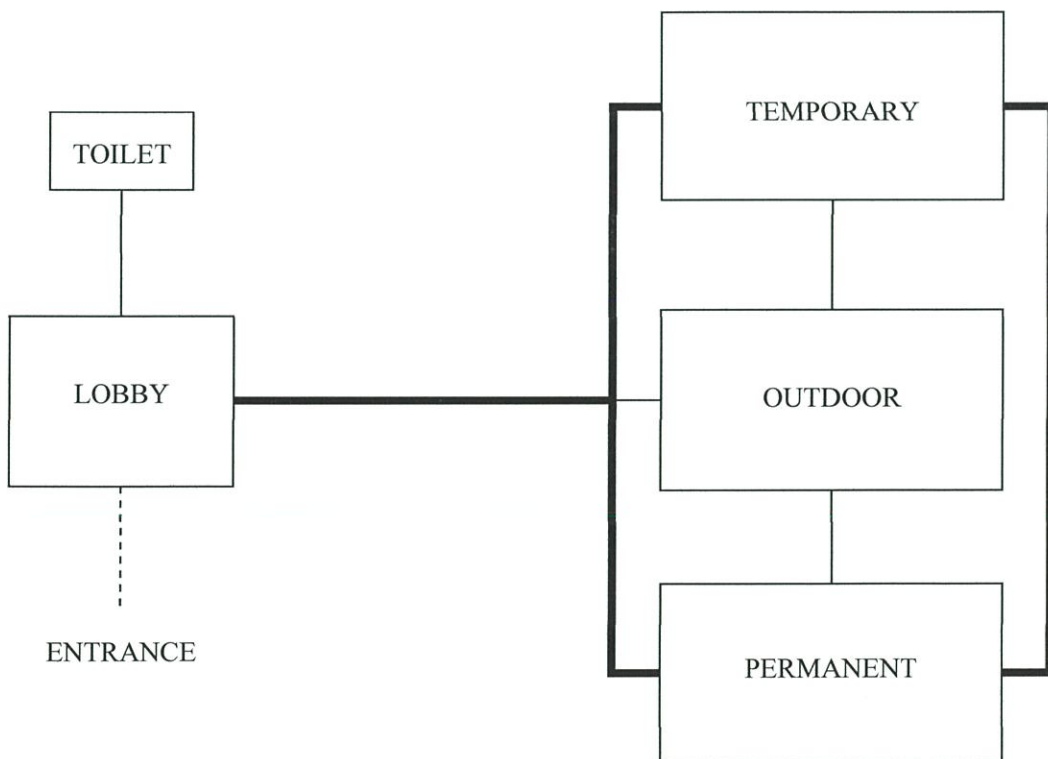 TEMPORARY
TOILET
LOBBY
OUTDOOR
ENTRANCE
PERMANENT